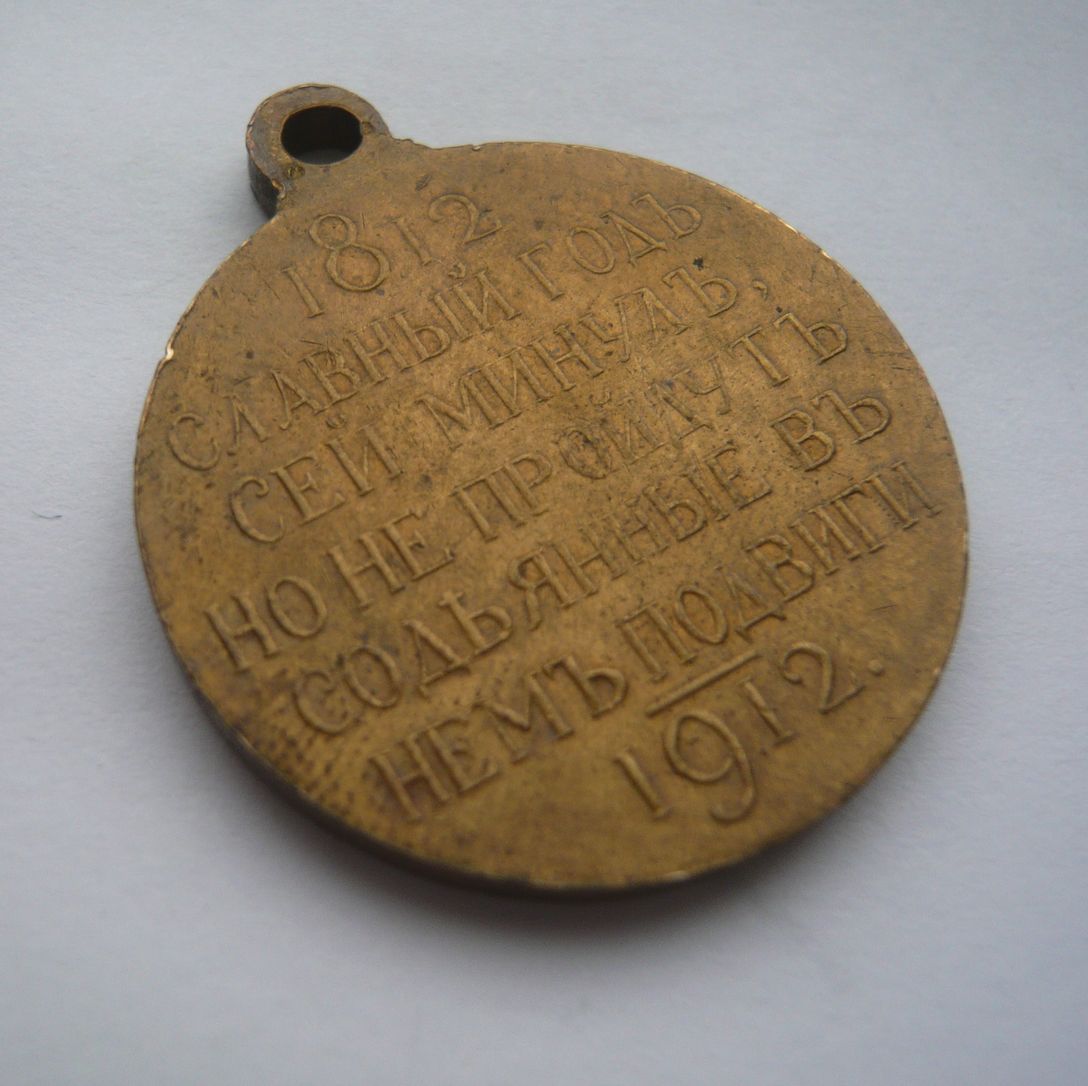 1812
СЛАВНЫЙ ГОДЪ
СЕЙ МИНУЛЪ,
НО НЕ ПРОЙДУТЪ
СОДѢЯННЫЕ ВЪ
НЕМЪ ПОДВИГИ
1912.